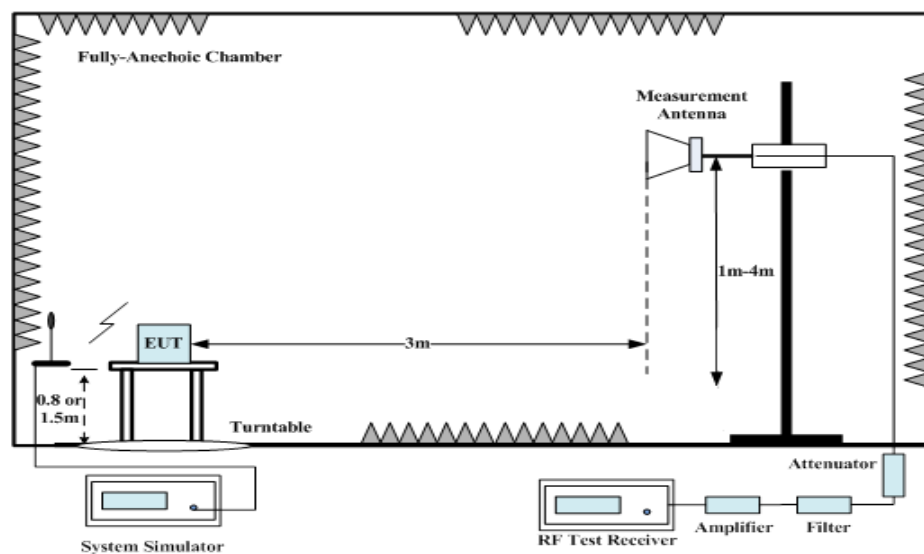 Fully-Anechoic Chamber
Measurement
Antenna
1m-4m
EUT
3m
0.8 or
1.5m
Turntable
Attenuator
System Simulator
RF Test Receiver
Amplifier
Filter